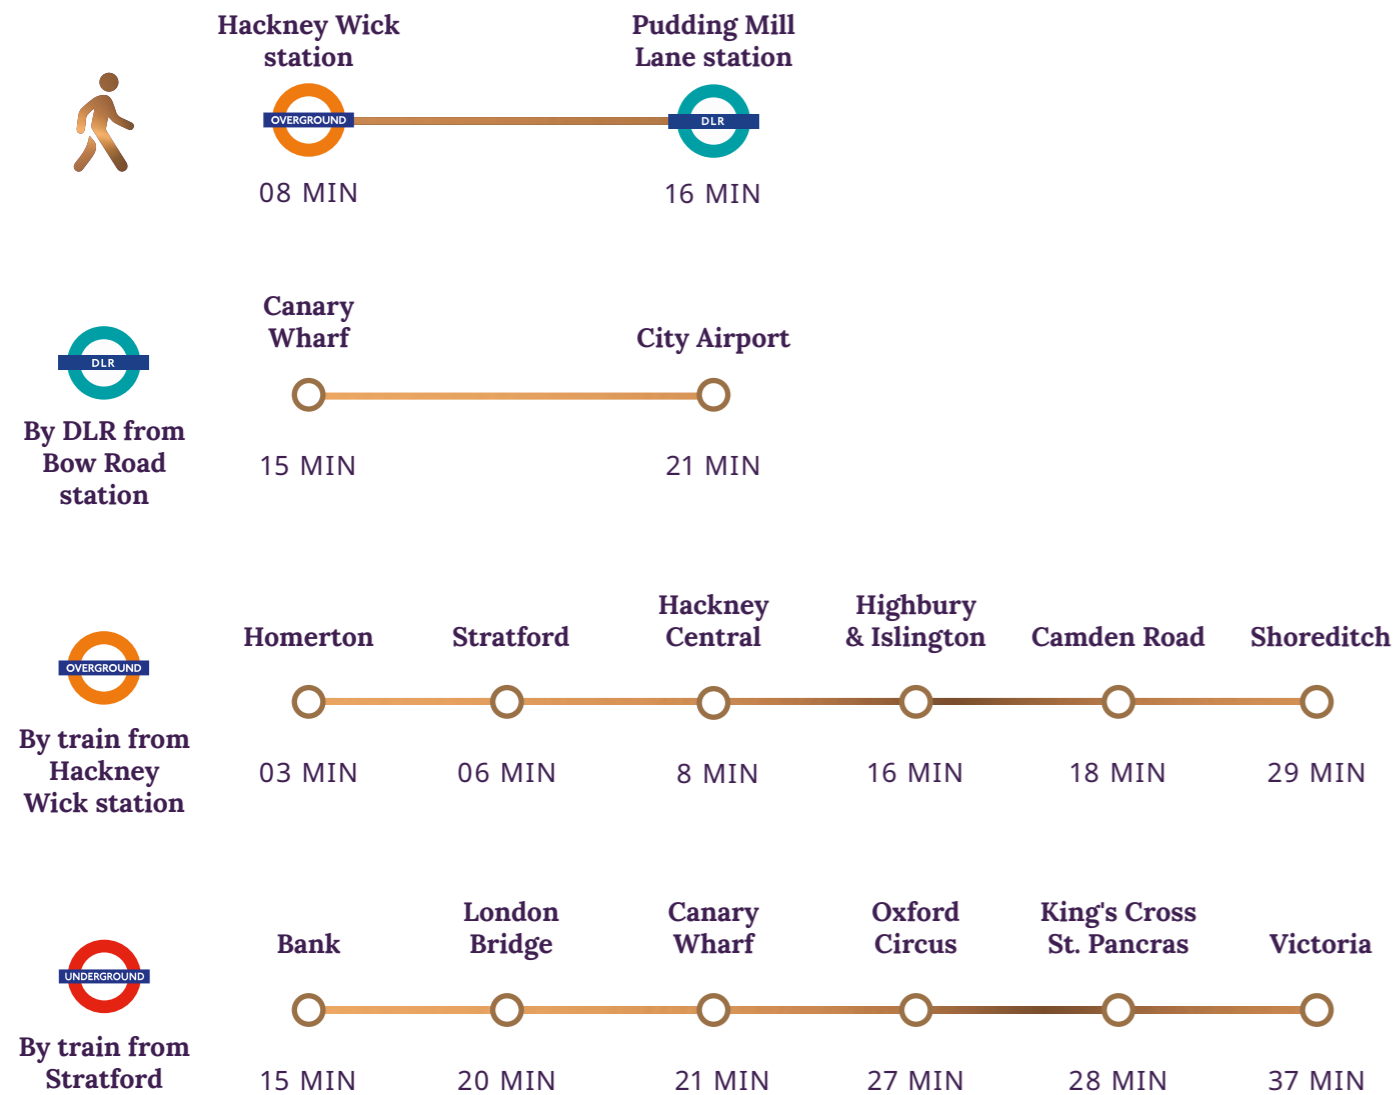 Hackney Wick
station
Pudding Mill
Lane station
OVERGROUND
DLR
08 MIN
16 MIN
Canary
Wharf
City Airport
DLR
By DLR from
Bow Road
station
15 MIN
21 MIN
Homerton
Stratford
Hackney
Central
Highbury
& Islington
Camden Road
Shoreditch
OVERGROUND
By train from
Hackney
Wick station
03 MIN
06 MIN
8 MIN
16 MIN
18 MIN
29 MIN
Bank
London
Bridge
Canary
Wharf
Oxford
Circus
King's Cross
St. Pancras
Victoria
UNDERGROUND
By train from
Stratford
15 MIN
20 MIN
21 MIN
27 MIN
28 MIN
37 MIN